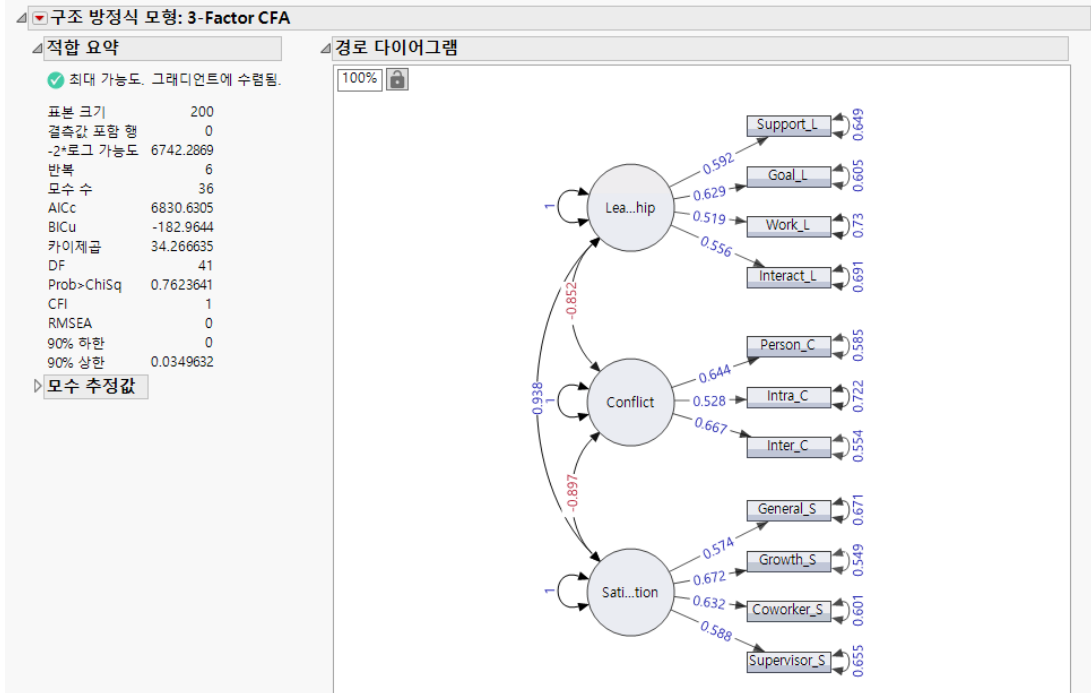 구조 방정식 모형: 3-Factor CFA
적합 요약
최대 가능도. 그래디언트에 수렴됨.
표본 크기 200
결측값 포함 행 0
-2*로그 가능도 6742.2869
반복 6
모수 수 36
AICc 6830.6305
BICu -182.9644
카이제곱 34.266635
DF 41
Prob>ChiSq 0.7623641
CFI 1
RMSEA 0
90% 하한 0
90% 상한 0.0349632
모수 추정값
경로 다이어그램
100%
Support_L 0.649
0.592
Goal_L 0.605
0.629
Lea...hip 1
Work_L 0.73
0.519
0.556
Interact_L 0.691
-0.852
Person_C 0.585
0.644
0.938
Conflict 1
Intra_C 0.722
0.528
0.667
Inter_C 0.554
-0.897
General_S 0.671
0.574
Growth_S 0.549
0.672
Sati...tion 1
Coworker_S 0.601
0.632
0.588
Supervisor_S 0.655